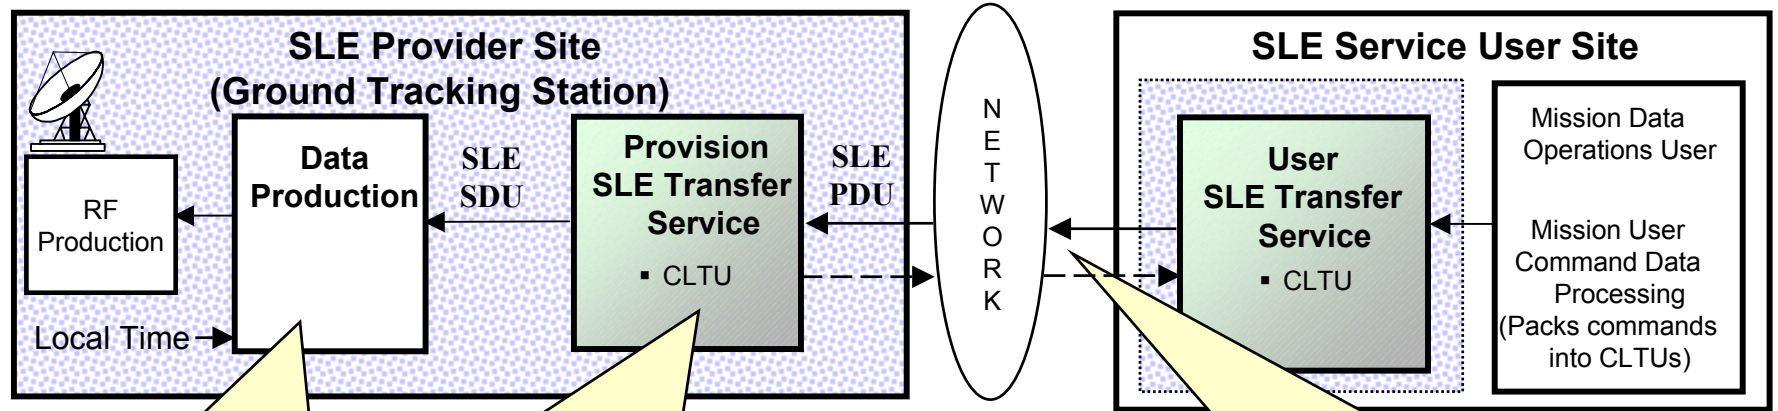 SLE Provider Site
(Ground Tracking Station)
RF
Production
Local Time
Data
Production
SLE
SDU
Provision
SLE Transfer
Service
▪ CLTU
SLE
PDU
N
E
T
W
O
R
K
SLE Service User Site
User
SLE Transfer
Service
▪ CLTU
Mission Data
Operations User
Mission User
Command Data
Processing
(Packs commands
into CLTUs)